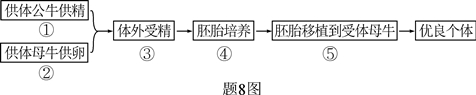 供体公牛供精
①
供体母牛供卵
②
体外受精
③
胚胎培养
④
胚胎移植到受体母牛
⑤
优良个体
题8图